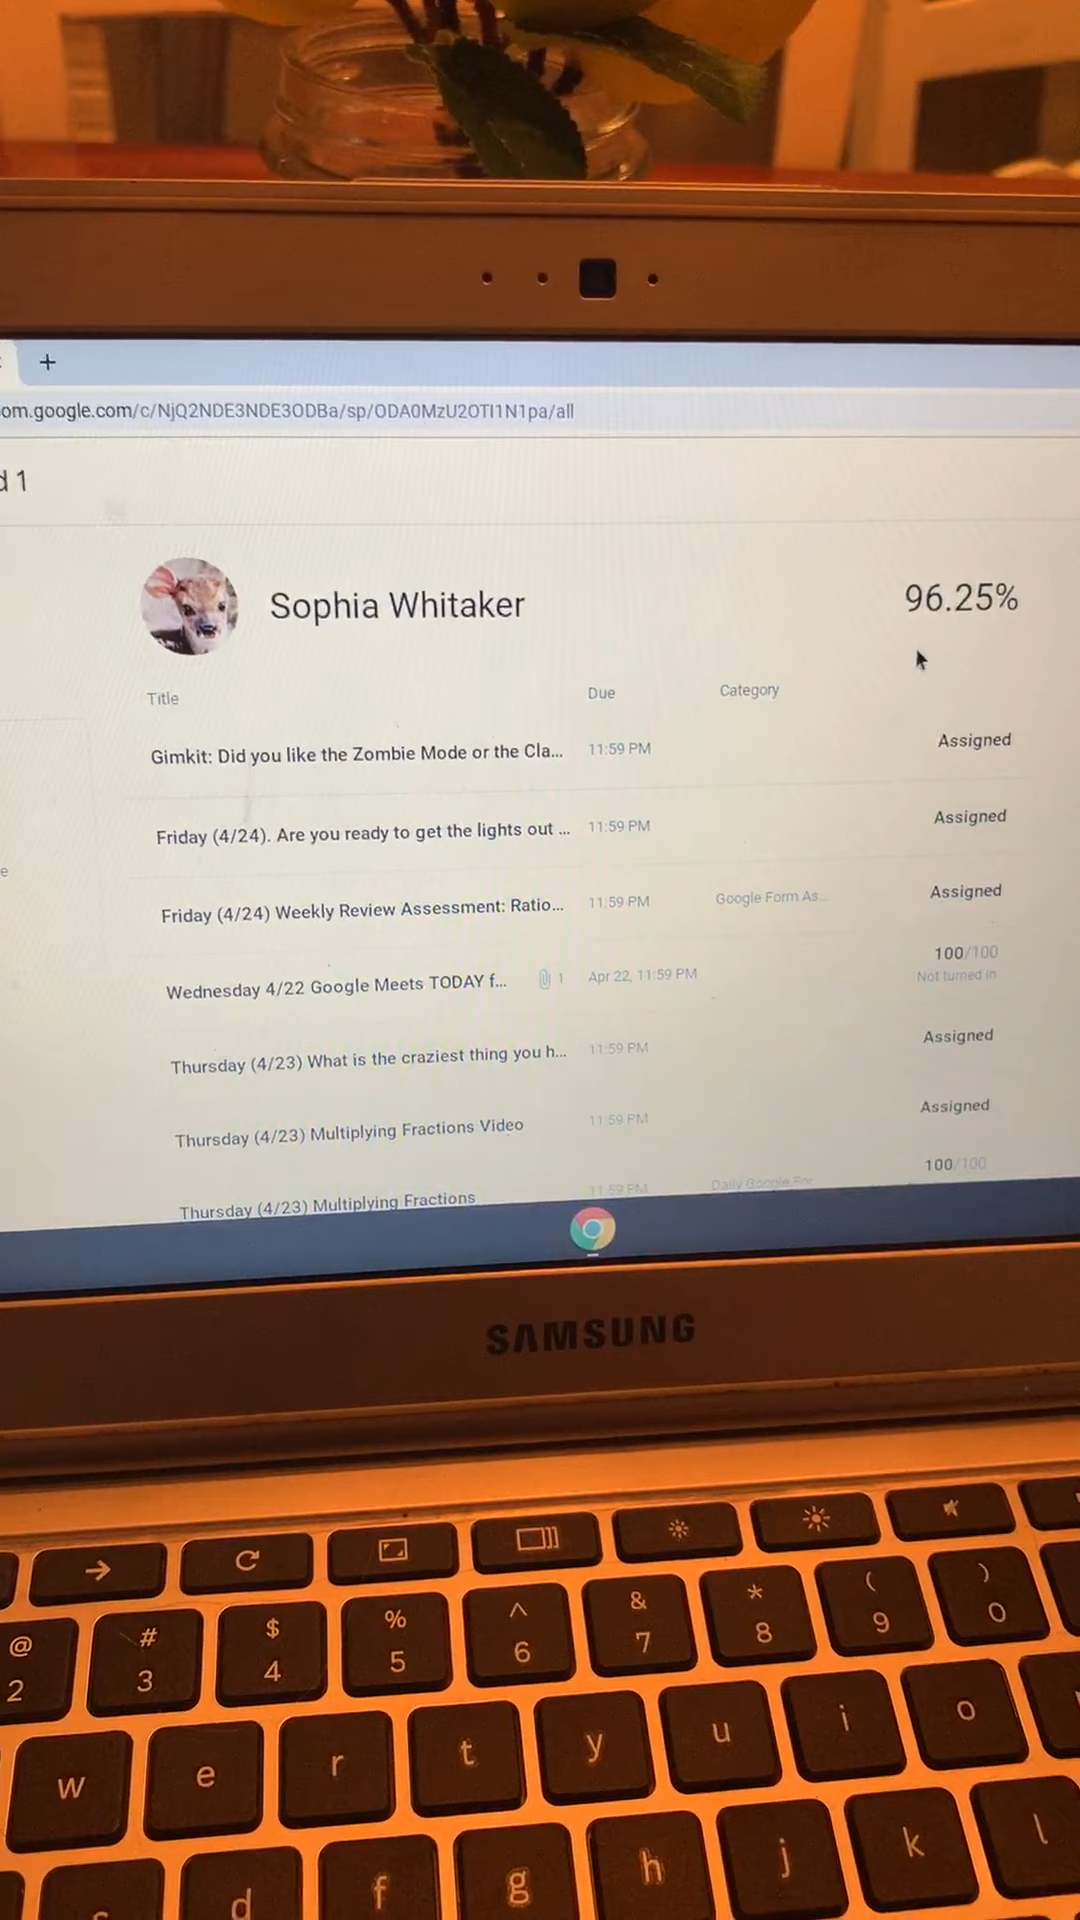 +
om.google.com/c/NjQ2NDE3NDE3ODBa/sp/ODA0MzU2OTI1N1pa/all
d 1
Sophia Whitaker 96.25%
Title Due Category
Gimkit: Did you like the Zombie Mode or the Cla... 11:59 PM Assigned
Friday (4/24). Are you ready to get the lights out ... 11:59 PM Assigned
e
Friday (4/24) Weekly Review Assessment: Ratio... 11:59 PM Google Form As... Assigned
Wednesday 4/22 Google Meets TODAY f... 1 Apr 22, 11:59 PM 100/100
Not turned in
Thursday (4/23) What is the craziest thing you h... 11:59 PM Assigned
Thursday (4/23) Multiplying Fractions Video 11:59 PM Assigned
Thursday (4/23) Multiplying Fractions 11:59 PM Daily Google For 100/100
SAMSUNG
@ # $ % ^ & * ( )
2 3 4 5 6 7 8 9 0
w e r t y u i o
d f g h j k l